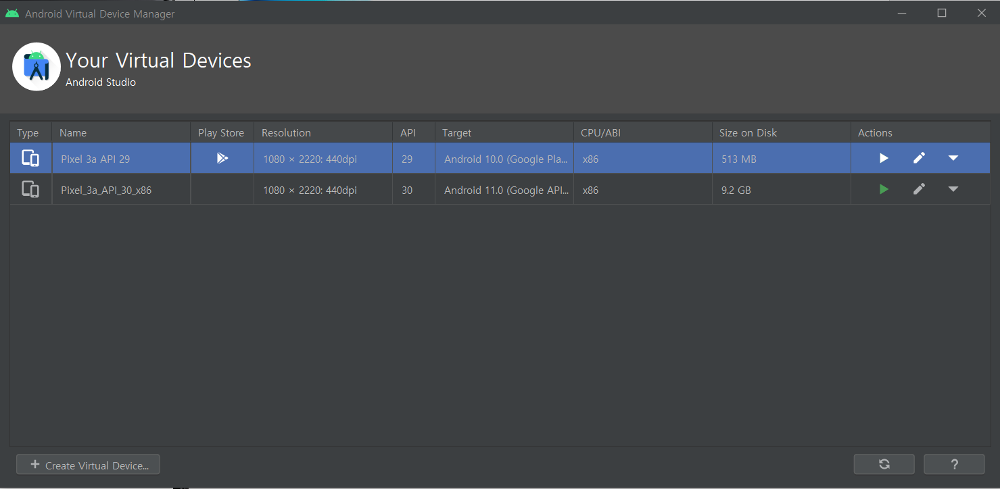 Android Virtual Device Manager
Your Virtual Devices
Android Studio
Type Name Play Store Resolution API Target CPU/ABI Size on Disk Actions
Pixel 3a API 29 1080 × 2220: 440dpi 29 Android 10.0 (Google Pla... x86 513 MB
Pixel_3a_API_30_x86 1080 × 2220: 440dpi 30 Android 11.0 (Google API... x86 9.2 GB
+ Create Virtual Device... ?